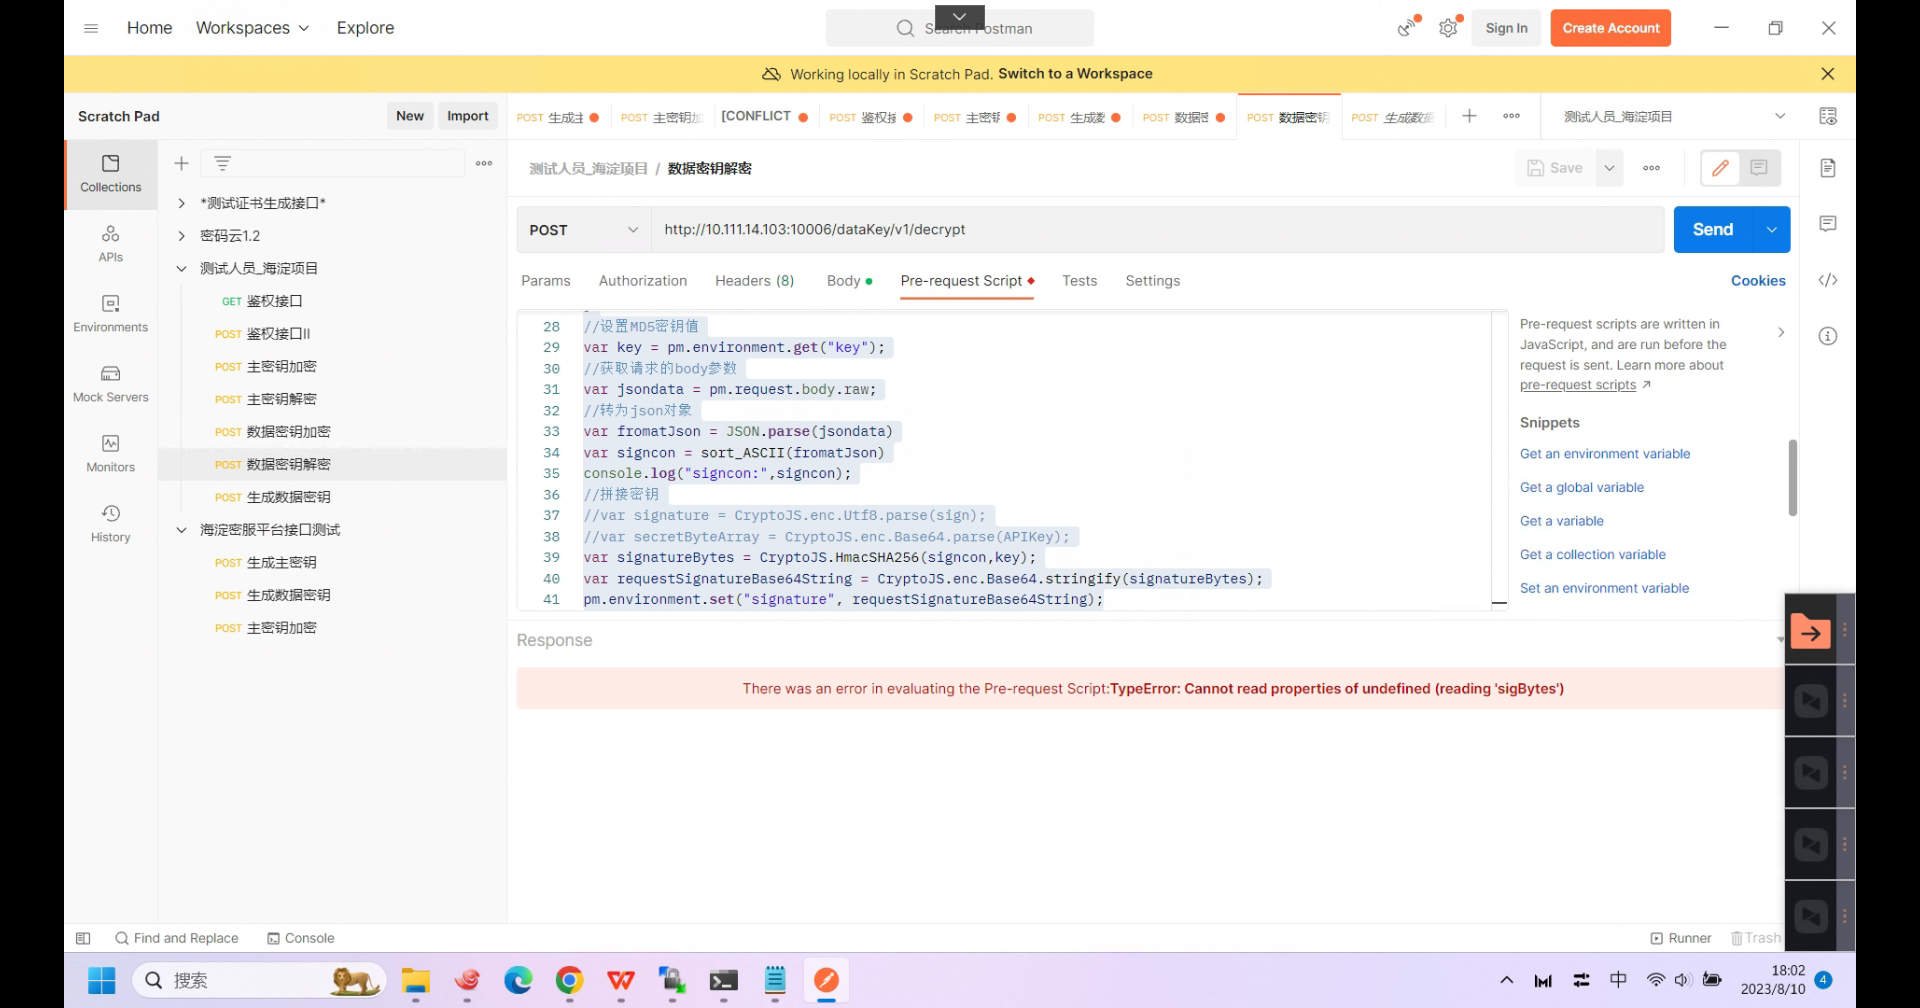 Home
Workspaces
Explore
Search Postman
Sign In
Create Account
Working locally in Scratch Pad. Switch to a Workspace
Scratch Pad
New
Import
POST 生成主
POST 主密钥加
[CONFLICT
POST 鉴权接
POST 主密钥
POST 生成数
POST 数据密
POST 数据密钥
POST 生成数据
测试人员_海淀项目
Collections
APIs
Environments
Mock Servers
Monitors
History
*测试证书生成接口*
密码云1.2
测试人员_海淀项目
GET 鉴权接口
POST 鉴权接口II
POST 主密钥加密
POST 主密钥解密
POST 数据密钥加密
POST 数据密钥解密
POST 生成数据密钥
海淀密服平台接口测试
POST 生成主密钥
POST 生成数据密钥
POST 主密钥加密
测试人员_海淀项目 / 数据密钥解密
Save
POST
http://10.111.14.103:10006/dataKey/v1/decrypt
Send
Params
Authorization
Headers (8)
Body
Pre-request Script
Tests
Settings
Cookies
28 //设置MD5密钥值
29 var key = pm.environment.get("key");
30 //获取请求的body参数
31 var jsondata = pm.request.body.raw;
32 //转为json对象
33 var fromatJson = JSON.parse(jsondata)
34 var signcon = sort_ASCII(fromatJson)
35 console.log("signcon:",signcon);
36 //拼接密钥
37 //var signature = CryptoJS.enc.Utf8.parse(sign);
38 //var secretByteArray = CryptoJS.enc.Base64.parse(APIKey);
39 var signatureBytes = CryptoJS.HmacSHA256(signcon,key);
40 var requestSignatureBase64String = CryptoJS.enc.Base64.stringify(signatureBytes);
41 pm.environment.set("signature", requestSignatureBase64String);
Pre-request scripts are written in
JavaScript, and are run before the
request is sent. Learn more about
pre-request scripts ↗
Snippets
Get an environment variable
Get a global variable
Get a variable
Get a collection variable
Set an environment variable
Response
There was an error in evaluating the Pre-request Script:TypeError: Cannot read properties of undefined (reading 'sigBytes')
Find and Replace
Console
Runner
Trash
搜索
中
18:02
2023/8/10
4